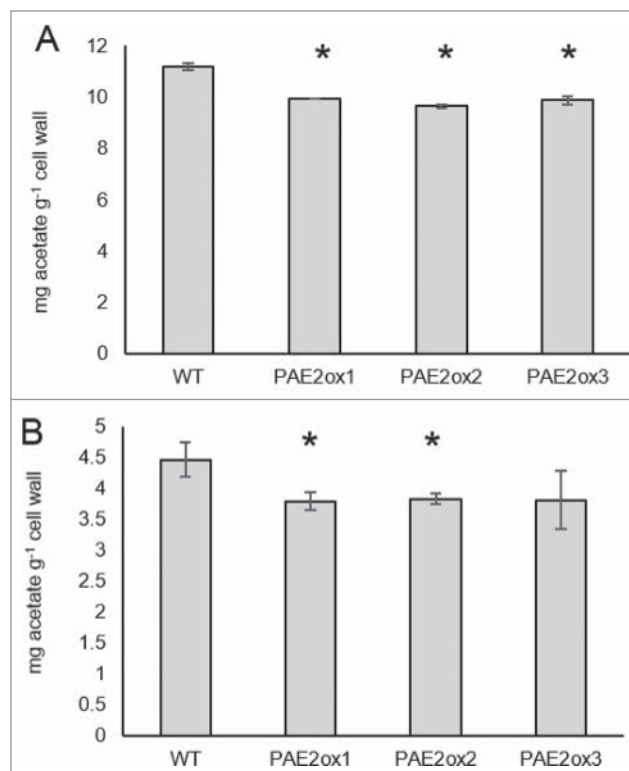 A
mg acetate g⁻¹ cell wall
12
10
8
6
4
2
0
* * *
WT PAE2ox1 PAE2ox2 PAE2ox3
B
mg acetate g⁻¹ cell wall
5
4.5
4
3.5
3
2.5
2
1.5
1
0.5
0
* *
WT PAE2ox1 PAE2ox2 PAE2ox3